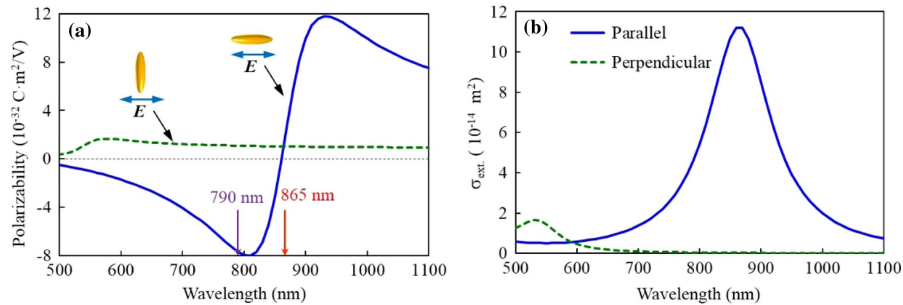 (a)
Polarizability (10⁻³² C·m²/V)
12
8
4
0
-4
-8
E
E
790 nm
865 nm
500 600 700 800 900 1000 1100
Wavelength (nm)
(b)
σext. ( 10⁻¹⁴ m²)
Parallel
Perpendicular
12
10
8
6
4
2
0
500 600 700 800 900 1000 1100
Wavelength (nm)